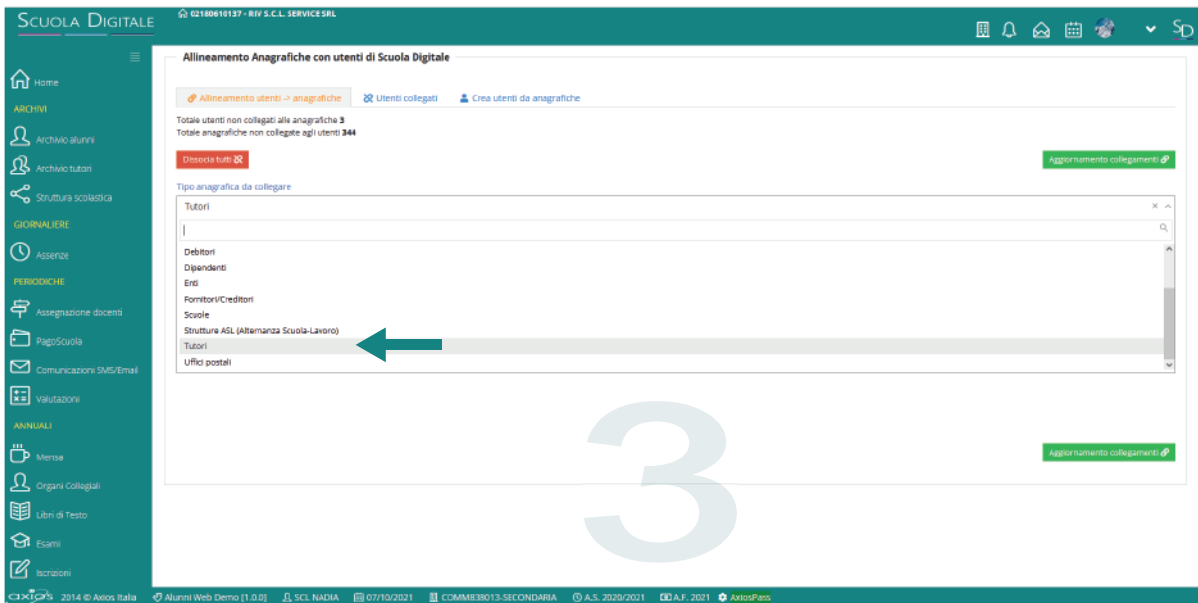 SCUOLA DIGITALE
02180610137 - RIV S.C.L. SERVICE SRL
SD
Home
ARCHIVI
Archivio alunni
Archivio tutori
Struttura scolastica
GIORNALIERE
Assenze
PERIODICHE
Assegnazione docenti
PagoScuola
Comunicazioni SMS/Email
Valutazioni
ANNUALI
Mensa
Organi Collegiali
Libri di Testo
Esami
Iscrizioni
Allineamento Anagrafiche con utenti di Scuola Digitale
Allineamento utenti -> anagrafiche
Utenti collegati
Crea utenti da anagrafiche
Totale utenti non collegati alle anagrafiche 3
Totale anagrafiche non collegate agli utenti 344
Dissocia tutti
Aggiornamento collegamenti
Tipo anagrafica da collegare
Tutori
Debitori
Dipendenti
Enti
Fornitori/Creditori
Scuole
Strutture ASL (Alternanza Scuola-Lavoro)
Tutori
Uffici postali
3
Aggiornamento collegamenti
axios 2014 © Axios Italia Alunni Web Demo [1.0.0] SCL NADIA 07/10/2021 COMM838013-SECONDARIA A.S. 2020/2021 A.F. 2021 AxiosPass